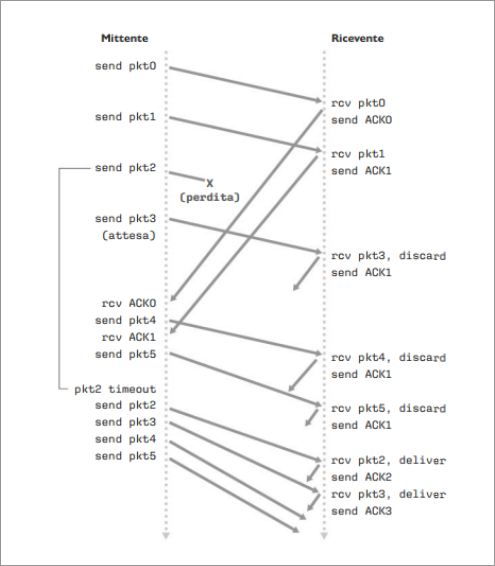 Mittente
Ricevente
send pkt0
rcv pkt0
send ACK0
send pkt1
rcv pkt1
send ACK1
send pkt2
X
(perdita)
send pkt3
(attesa)
rcv pkt3, discard
send ACK1
rcv ACK0
send pkt4
rcv ACK1
send pkt5
rcv pkt4, discard
send ACK1
pkt2 timeout
send pkt2
send pkt3
send pkt4
send pkt5
rcv pkt5, discard
send ACK1
rcv pkt2, deliver
send ACK2
rcv pkt3, deliver
send ACK3